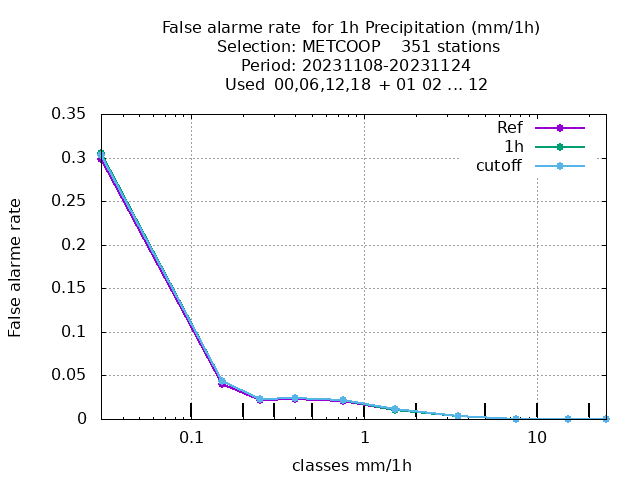 False alarme rate  for 1h Precipitation (mm/1h)
Selection: METCOOP    351 stations
Period: 20231108-20231124
Used  00,06,12,18  + 01 02 ... 12
0.35
0.3
0.25
0.2
0.15
0.1
0.05
0
False alarme rate
Ref
1h
cutoff
0.1
1
10
classes mm/1h